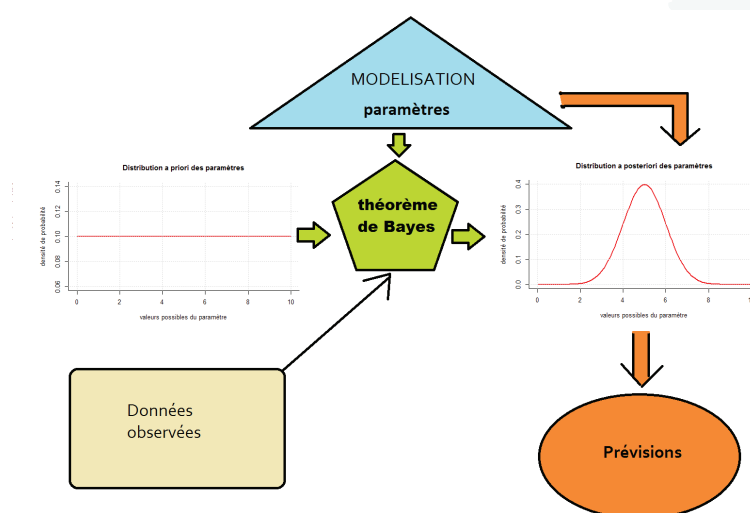 MODELISATION
paramètres
Distribution a priori des paramètres
densité de probabilité
0.14
0.12
0.10
0.08
0.06
0 2 4 6 8 10
valeurs possibles du paramètre
théorème
de Bayes
Distribution a posteriori des paramètres
densité de probabilité
0.4
0.3
0.2
0.1
0.0
0 2 4 6 8
valeurs possibles du paramètre
Données
observées
Prévisions